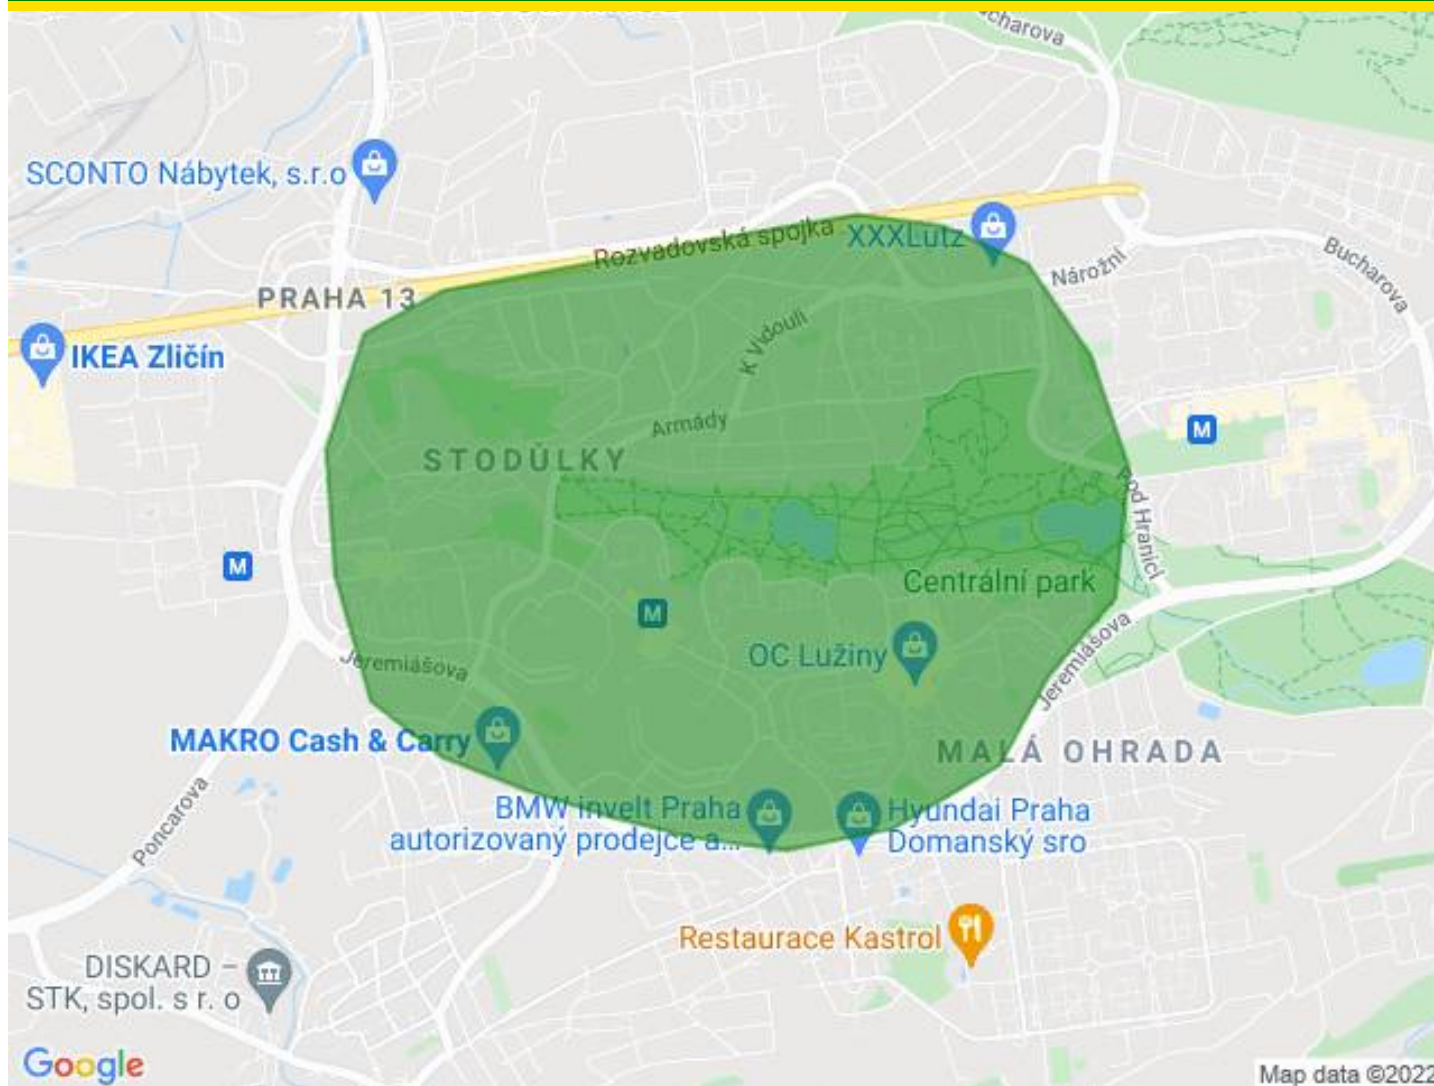 ucharova
SCONTO Nábytek, s.r.o
Rozvadovská spojka
XXXLutz
Nárožní
Bucharova
PRAHA 13
K Vidouli
IKEA Zličín
Armády
M
STODŮLKY
Pod Hranicí
M
Centrální park
M
OC Lužiny
Jeremiášova
Jeremiášova
MAKRO Cash & Carry
MALÁ OHRADA
Poncarova
BMW invelt Praha
autorizovaný prodejce a...
Hyundai Praha
Domanský sro
Restaurace Kastrol
DISKARD –
STK, spol. s r. o
Google
Map data ©2022